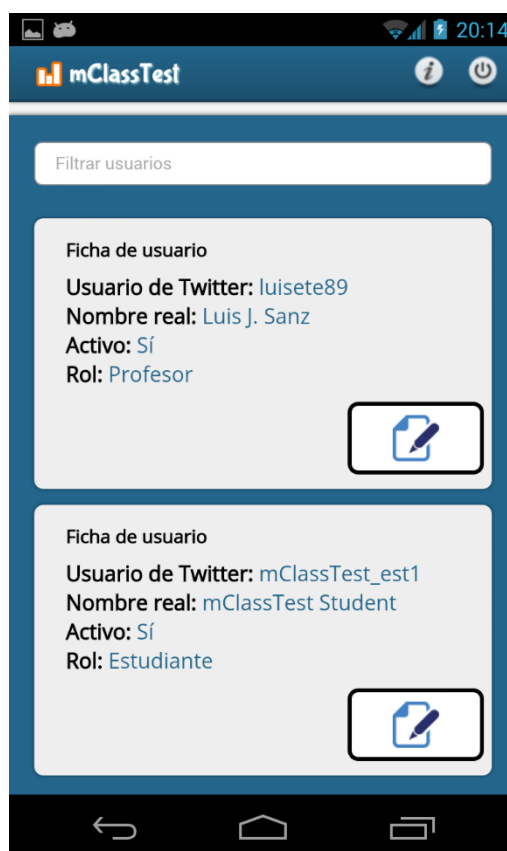 20:14
mClassTest
Filtrar usuarios
Ficha de usuario
Usuario de Twitter: luisete89
Nombre real: Luis J. Sanz
Activo: Sí
Rol: Profesor
Ficha de usuario
Usuario de Twitter: mClassTest_est1
Nombre real: mClassTest Student
Activo: Sí
Rol: Estudiante